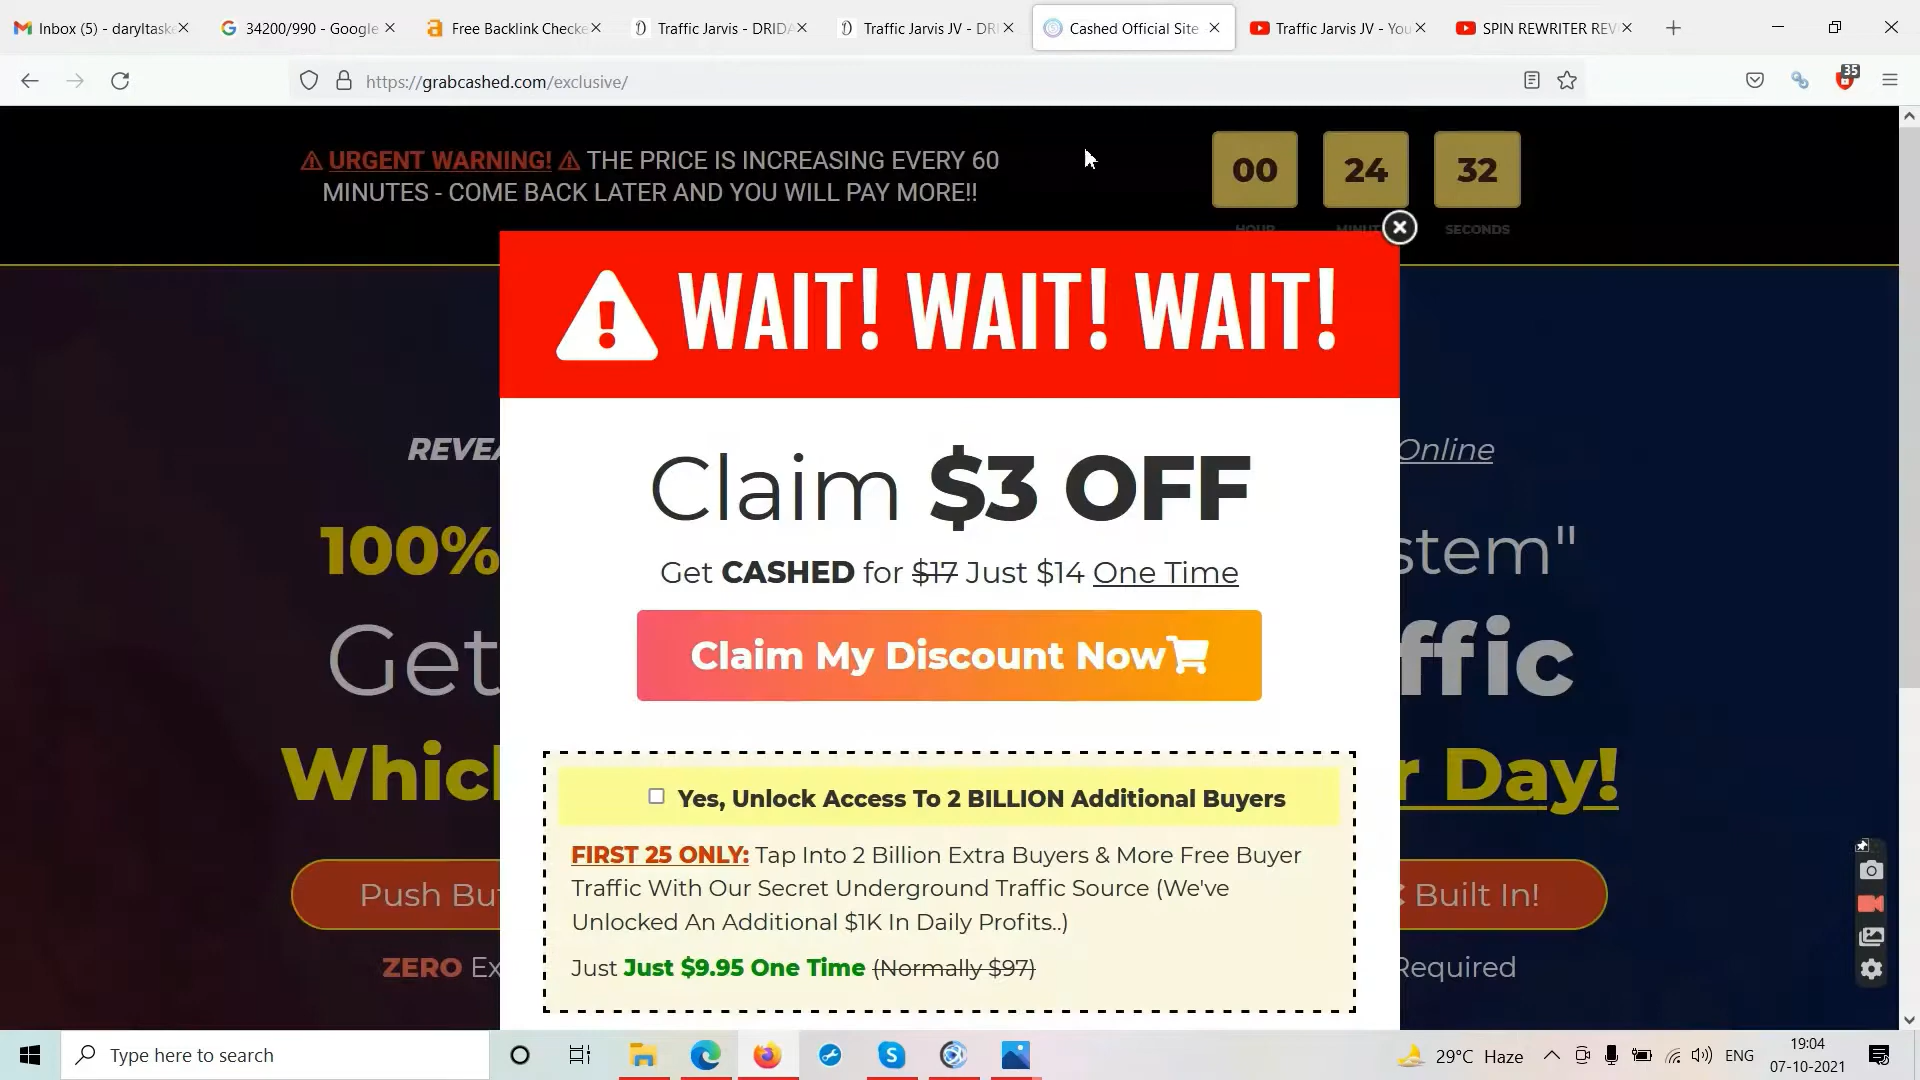 Inbox (5) - daryltask
34200/990 - Google
Free Backlink Checke
Traffic Jarvis - DRIDA
Traffic Jarvis JV - DRI
Cashed Official Site
Traffic Jarvis JV - You
SPIN REWRITER REV
https://grabcashed.com/exclusive/
35
URGENT WARNING! THE PRICE IS INCREASING EVERY 60
MINUTES - COME BACK LATER AND YOU WILL PAY MORE!!
00 24 32
HOUR MINUT SECONDS
WAIT! WAIT! WAIT!
Claim $3 OFF
Get CASHED for $17 Just $14 One Time
Claim My Discount Now
Yes, Unlock Access To 2 BILLION Additional Buyers
FIRST 25 ONLY: Tap Into 2 Billion Extra Buyers & More Free Buyer
Traffic With Our Secret Underground Traffic Source (We've
Unlocked An Additional $1K In Daily Profits..)
Just Just $9.95 One Time (Normally $97)
REVEA
Online
100%
stem"
Get
ffic
Whic
r Day!
Push Bu
Built In!
ZERO Ex
Required
Type here to search
29°C Haze
ENG
19:04
07-10-2021